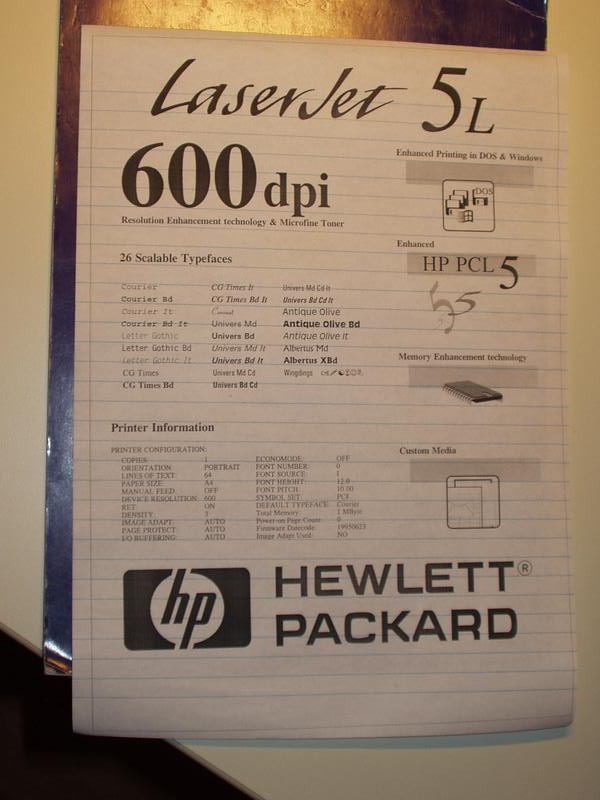 LaserJet 5L
600 dpi
Resolution Enhancement technology & Microfine Toner
Enhanced Printing in DOS & Windows
DOS
Enhanced
HP PCL 5
55
26 Scalable Typefaces
Courier
Courier Bd
Courier It
Courier Bd It
Letter Gothic
Letter Gothic Bd
Letter Gothic It
CG Times
CG Times Bd
CG Times It
CG Times Bd It
Coronet
Univers Md
Univers Bd
Univers Md It
Univers Bd It
Univers Md Cd
Univers Bd Cd
Univers Md Cd It
Univers Bd Cd It
Antique Olive
Antique Olive Bd
Antique Olive It
Albertus Md
Albertus XBd
Wingdings
Memory Enhancement technology
Custom Media
Printer Information
PRINTER CONFIGURATION:
COPIES: 1
ORIENTATION: PORTRAIT
LINES OF TEXT: 64
PAPER SIZE: A4
MANUAL FEED: OFF
DEVICE RESOLUTION: 600
RET: ON
DENSITY: 3
IMAGE ADAPT: AUTO
PAGE PROTECT: AUTO
I/O BUFFERING: AUTO
ECONOMODE: OFF
FONT NUMBER: 0
FONT SOURCE: I
FONT HEIGHT: 12.0
FONT PITCH: 10.00
SYMBOL SET: PC8
DEFAULT TYPEFACE: Courier
Total Memory: 1 MByte
Power-on Page Count: 0
Firmware Datecode: 19950623
Image Adapt Used: NO
hp HEWLETT®
PACKARD